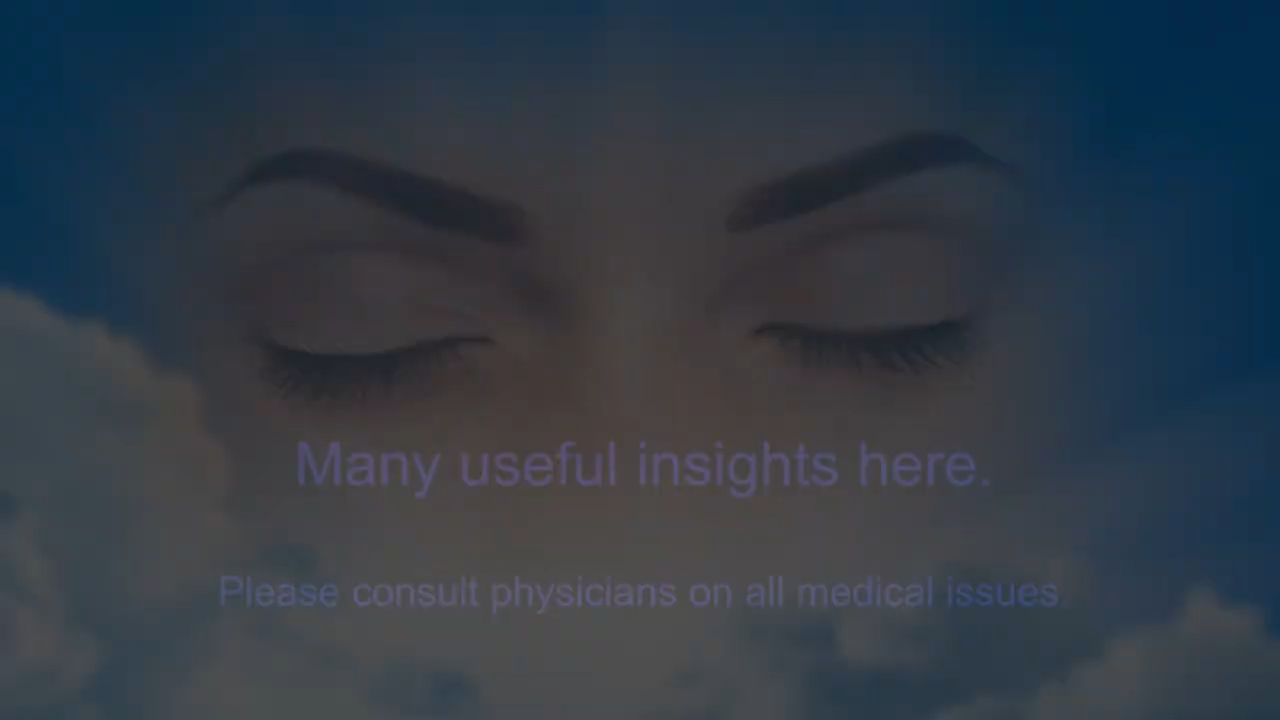 Many useful insights here.
Please consult physicians on all medical issues.